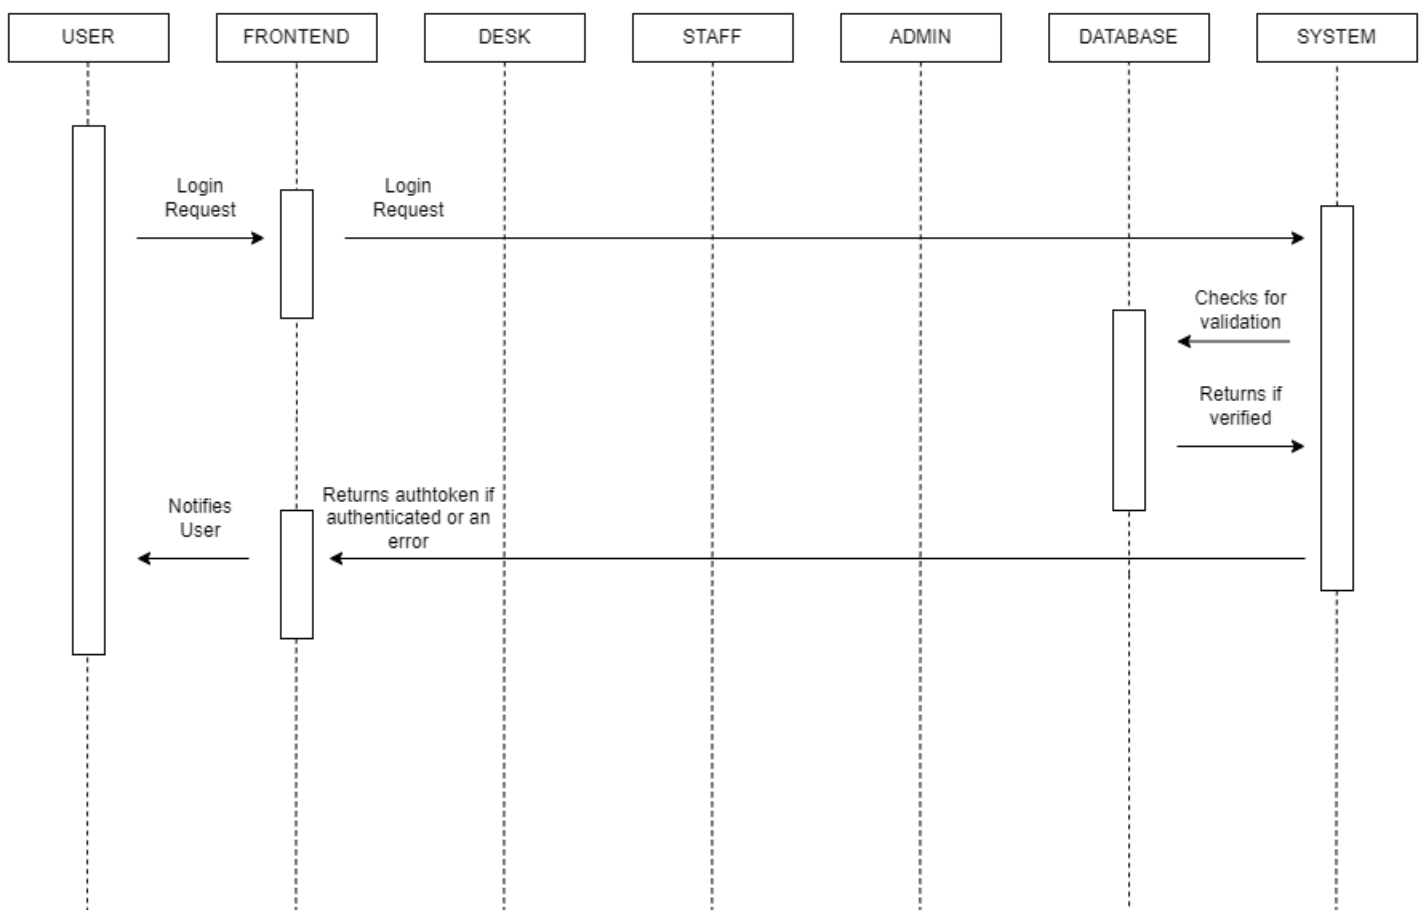 USER
FRONTEND
DESK
STAFF
ADMIN
DATABASE
SYSTEM
Login
Request
Login
Request
Checks for
validation
Returns if
verified
Notifies
User
Returns authtoken if
authenticated or an
error